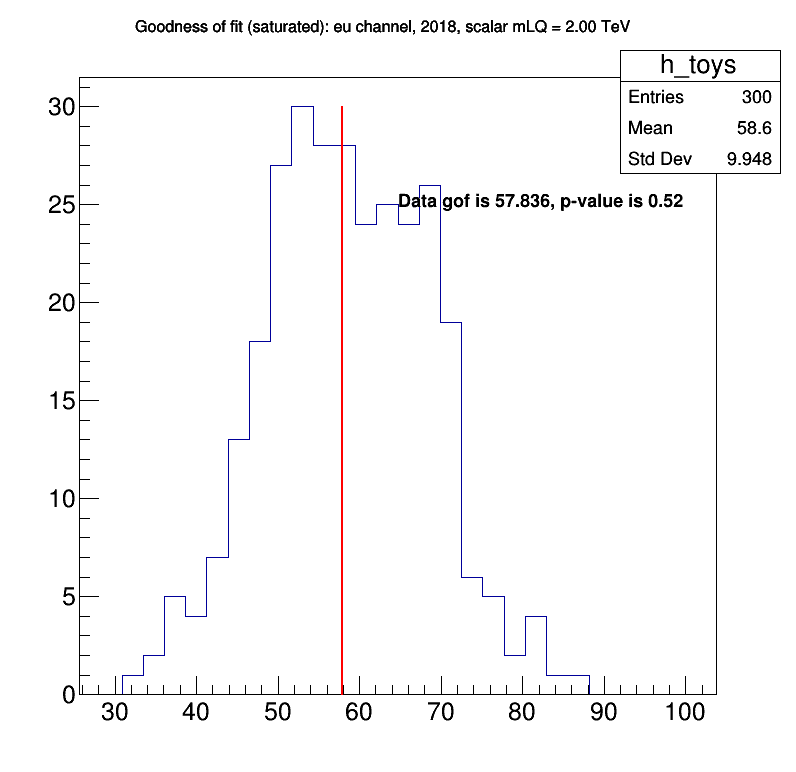 Goodness of fit (saturated): eu channel, 2018, scalar mLQ = 2.00 TeV
h_toys
Entries 300
Mean 58.6
Std Dev 9.948
Data gof is 57.836, p-value is 0.52
30
25
20
15
10
5
0
30 40 50 60 70 80 90 100